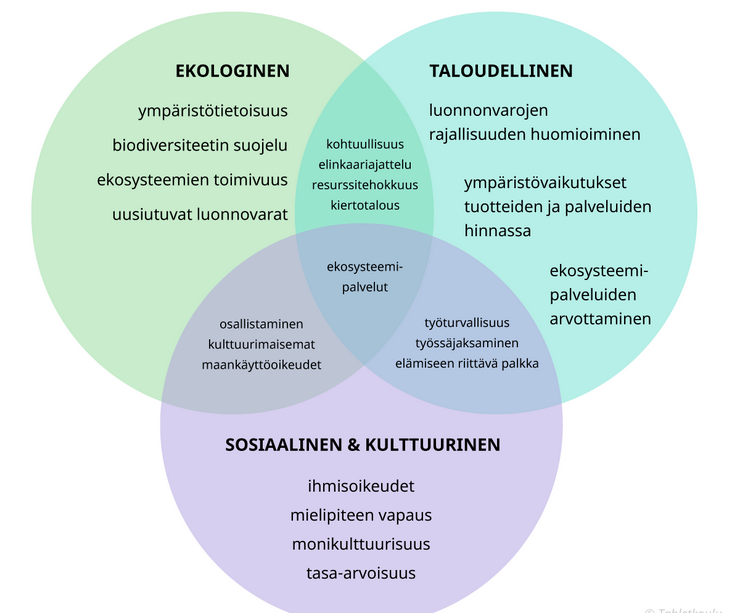 EKOLOGINEN
ympäristötietoisuus
biodiversiteetin suojelu
ekosysteemien toimivuus
uusiutuvat luonnovarat
TALOUDELLINEN
luonnonvarojen
rajallisuuden huomioiminen
ympäristövaikutukset
tuotteiden ja palveluiden
hinnassa
ekosysteemi-
palveluiden
arvottaminen
kohtuullisuus
elinkaariajattelu
resurssitehokkuus
kiertotalous
ekosysteemi-
palvelut
osallistaminen
kulttuurimaisemat
maankäyttöoikeudet
työturvallisuus
työssäjaksaminen
elämiseen riittävä palkka
SOSIAALINEN & KULTTUURINEN
ihmisoikeudet
mielipiteen vapaus
monikulttuurisuus
tasa-arvoisuus